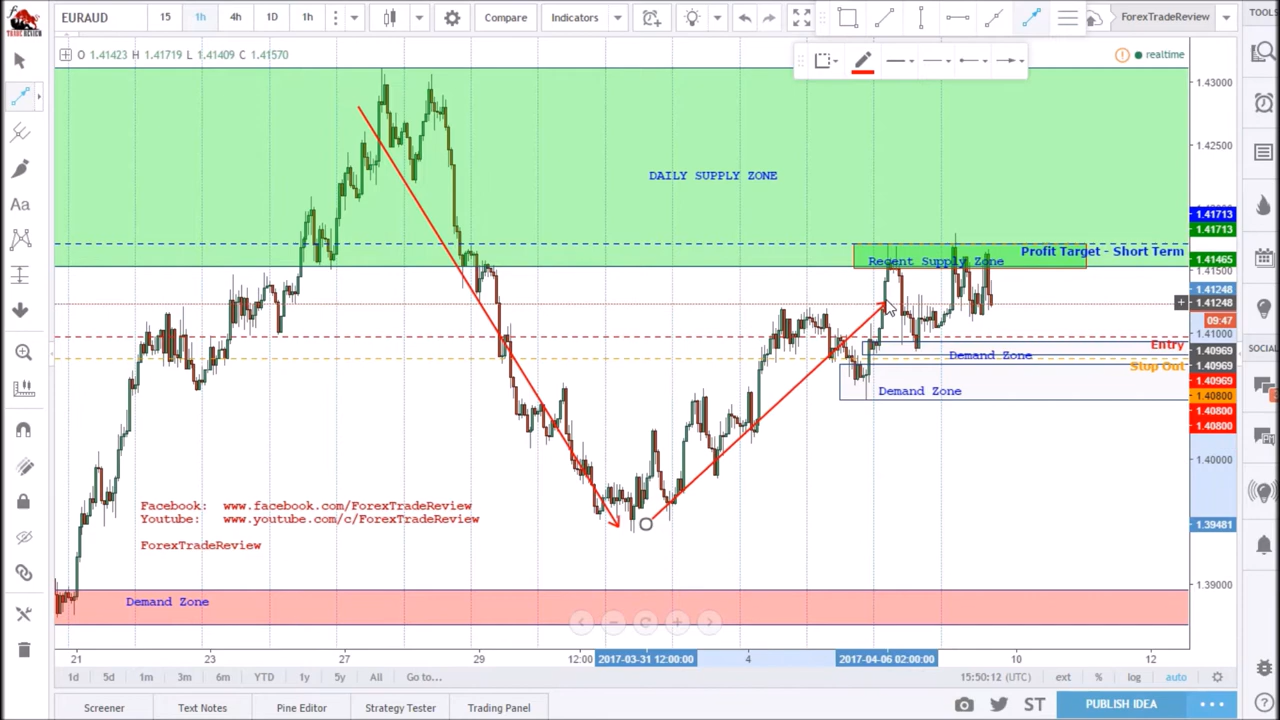 TRADE REVIEW
EURAUD 15 1h 4h 1D 1h Compare Indicators ForexTradeReview TOOLS
O 1.41423 H 1.41719 L 1.41409 C 1.41570
realtime
1.43000
1.42500
DAILY SUPPLY ZONE
1.41713
1.41713
Profit Target - Short Term
Recent Supply Zone
1.41465
1.41500
1.41248
1.41248
09:47
1.41000
Entry
SOCIAL
1.40969
Demand Zone
1.40969
Stop Out
1.40969
Demand Zone
1.40800
1.40800
1.40800
1.40000
Facebook: www.facebook.com/ForexTradeReview
Youtube: www.youtube.com/c/ForexTradeReview
1.39481
ForexTradeReview
1.39000
Demand Zone
21 23 27 29 12:00 2017-03-31 12:00:00 4 2017-04-06 02:00:00 10 12
1d 5d 1m 3m 6m YTD 1y 5y All Go to... 15:50:12 (UTC) ext % log auto
Screener Text Notes Pine Editor Strategy Tester Trading Panel ST PUBLISH IDEA
Aa